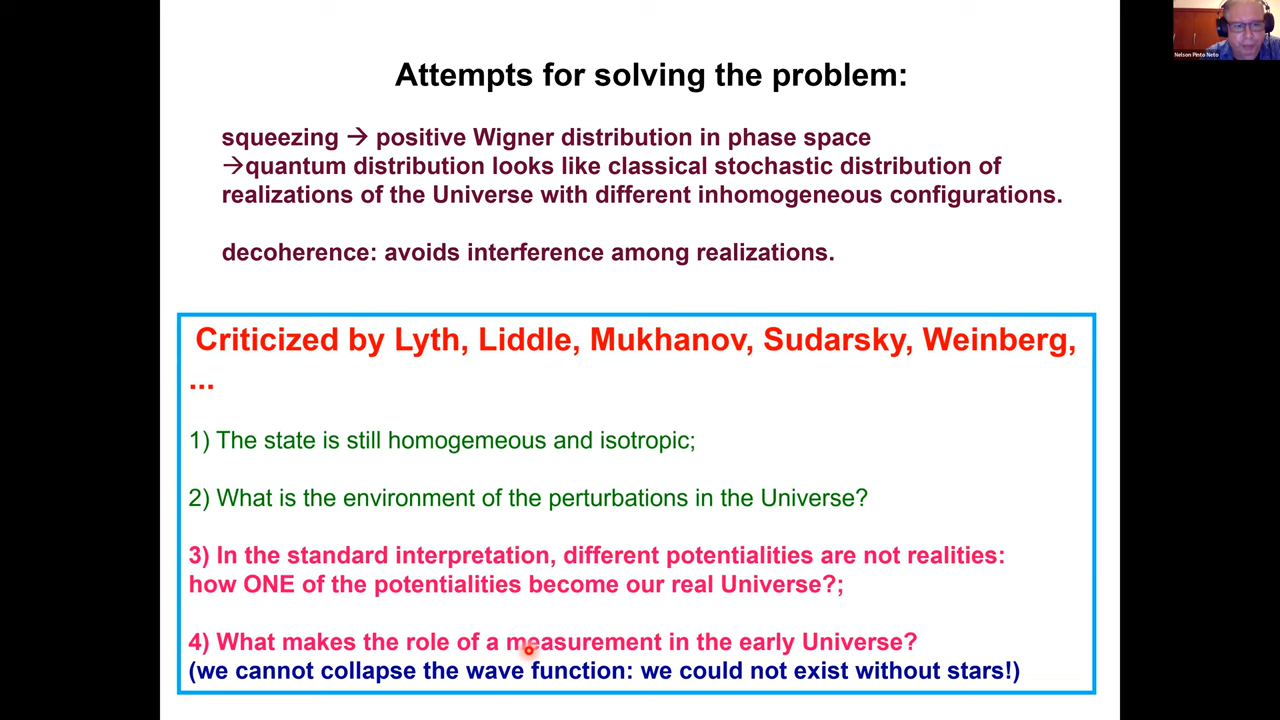 Nelson Pinto Neto
Attempts for solving the problem:
squeezing → positive Wigner distribution in phase space
→quantum distribution looks like classical stochastic distribution of
realizations of the Universe with different inhomogeneous configurations.
decoherence: avoids interference among realizations.
Criticized by Lyth, Liddle, Mukhanov, Sudarsky, Weinberg,
...
1) The state is still homogemeous and isotropic;
2) What is the environment of the perturbations in the Universe?
3) In the standard interpretation, different potentialities are not realities:
how ONE of the potentialities become our real Universe?;
4) What makes the role of a measurement in the early Universe?
(we cannot collapse the wave function: we could not exist without stars!)